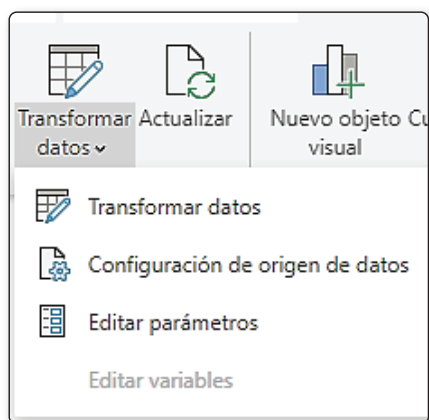 Transformar Actualizar Nuevo objeto
datos visual
Transformar datos
Configuración de origen de datos
Editar parámetros
Editar variables